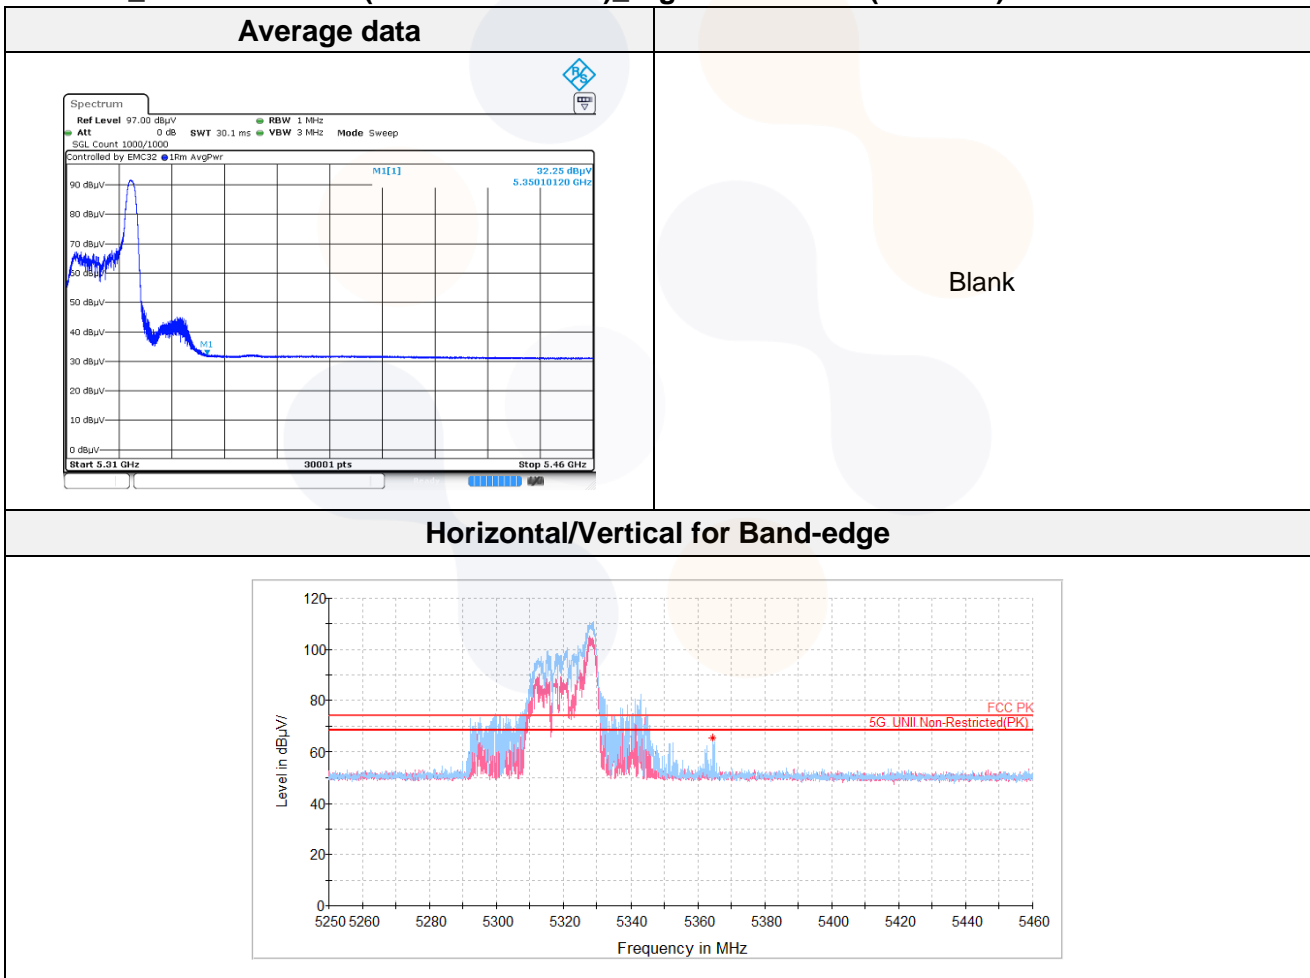 Average data
R&S
Spectrum
Ref Level 97.00 dBµV RBW 1 MHz
Att 0 dB SWT 30.1 ms VBW 3 MHz Mode Sweep
SGL Count 1000/1000
Controlled by EMC32 1Rm AvgPwr
M1[1] 32.25 dBµV
5.35010120 GHz
90 dBµV
80 dBµV
70 dBµV
60 dBµV
50 dBµV
40 dBµV
M1
30 dBµV
20 dBµV
10 dBµV
0 dBµV
Start 5.31 GHz 30001 pts Stop 5.46 GHz
Blank
Horizontal/Vertical for Band-edge
120
100
80
60
40
20
0
Level in dBµV/
FCC PK
5G UNII Non-Restricted(PK)
5250 5260 5280 5300 5320 5340 5360 5380 5400 5420 5440 5460
Frequency in MHz